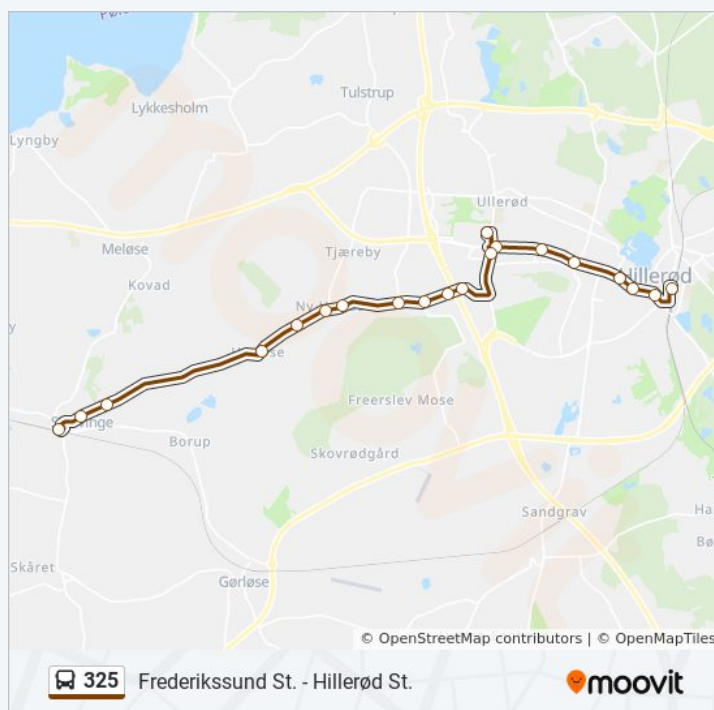 Pøle
Lykkesholm
Tulstrup
Lyngby
Ullerød
Meløse
Tjæreby
Hillerød
Kovad
Freerslev Mose
Borup
Skovrødgård
Sandgrav
Skåret
Gørløse
© OpenStreetMap contributors | © OpenMapTiles
325 Frederikssund St. - Hillerød St.
moovit